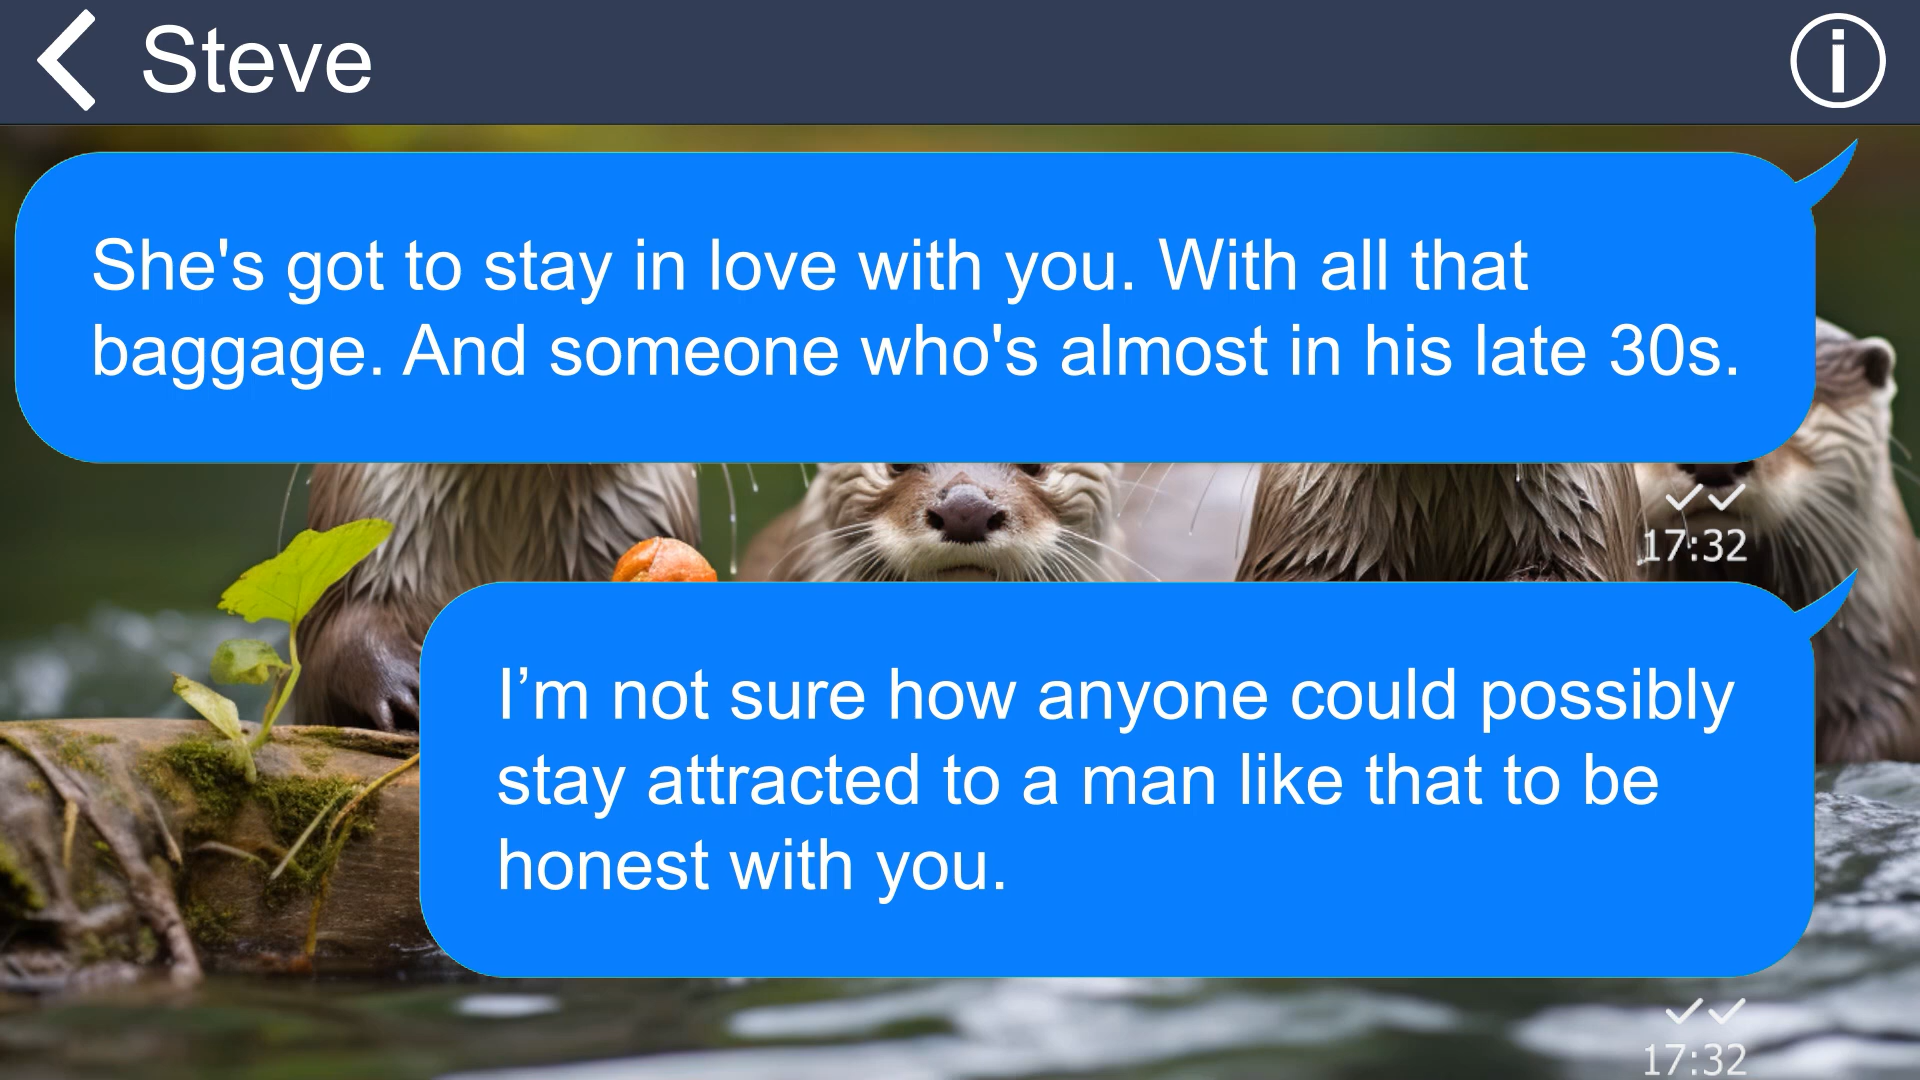 Steve
She's got to stay in love with you. With all that
baggage. And someone who's almost in his late 30s.
17:32
I’m not sure how anyone could possibly
stay attracted to a man like that to be
honest with you.
17:32